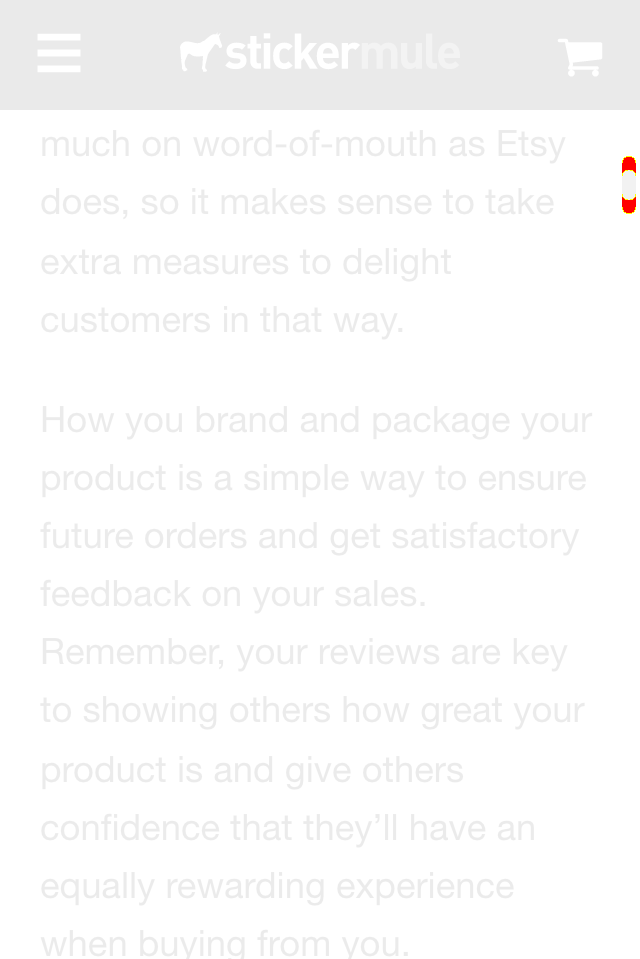 stickermule
much on word-of-mouth as Etsy
does, so it makes sense to take
extra measures to delight
customers in that way.
How you brand and package your
product is a simple way to ensure
future orders and get satisfactory
feedback on your sales.
Remember, your reviews are key
to showing others how great your
product is and give others
confidence that they’ll have an
equally rewarding experience
when buying from you.